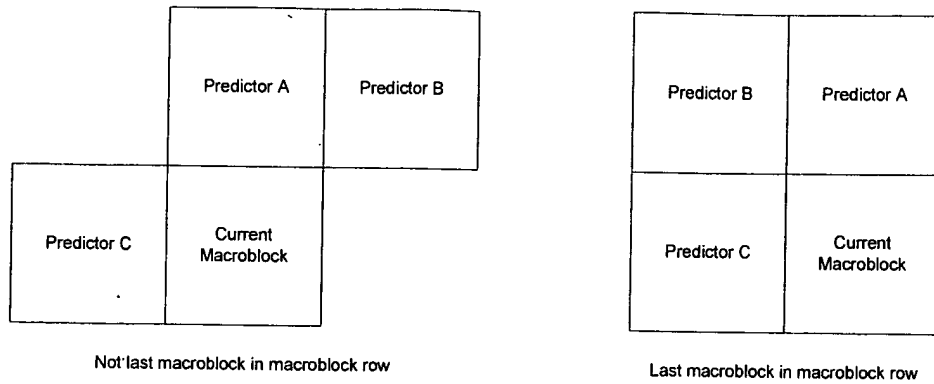 Predictor A
Predictor B
Predictor C
Current
Macroblock
Not last macroblock in macroblock row
Predictor B
Predictor A
Predictor C
Current
Macroblock
Last macroblock in macroblock row